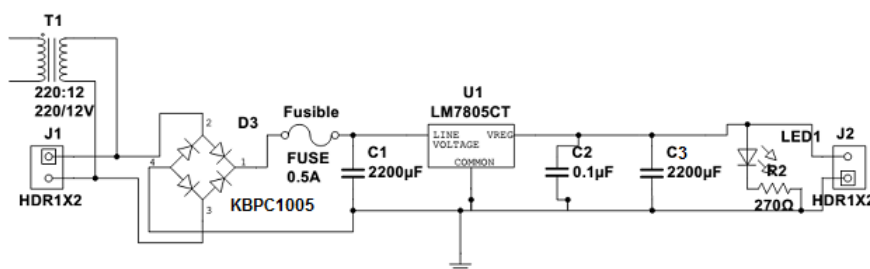 T1
220:12
220/12V
J1
HDR1X2
2
D3
4
1
3
KBPC1005
Fusible
FUSE
0.5A
C1
2200µF
U1
LM7805CT
LINE
VOLTAGE
VREG
COMMON
C2
0.1µF
C3
2200µF
LED1
R2
270Ω
J2
HDR1X2